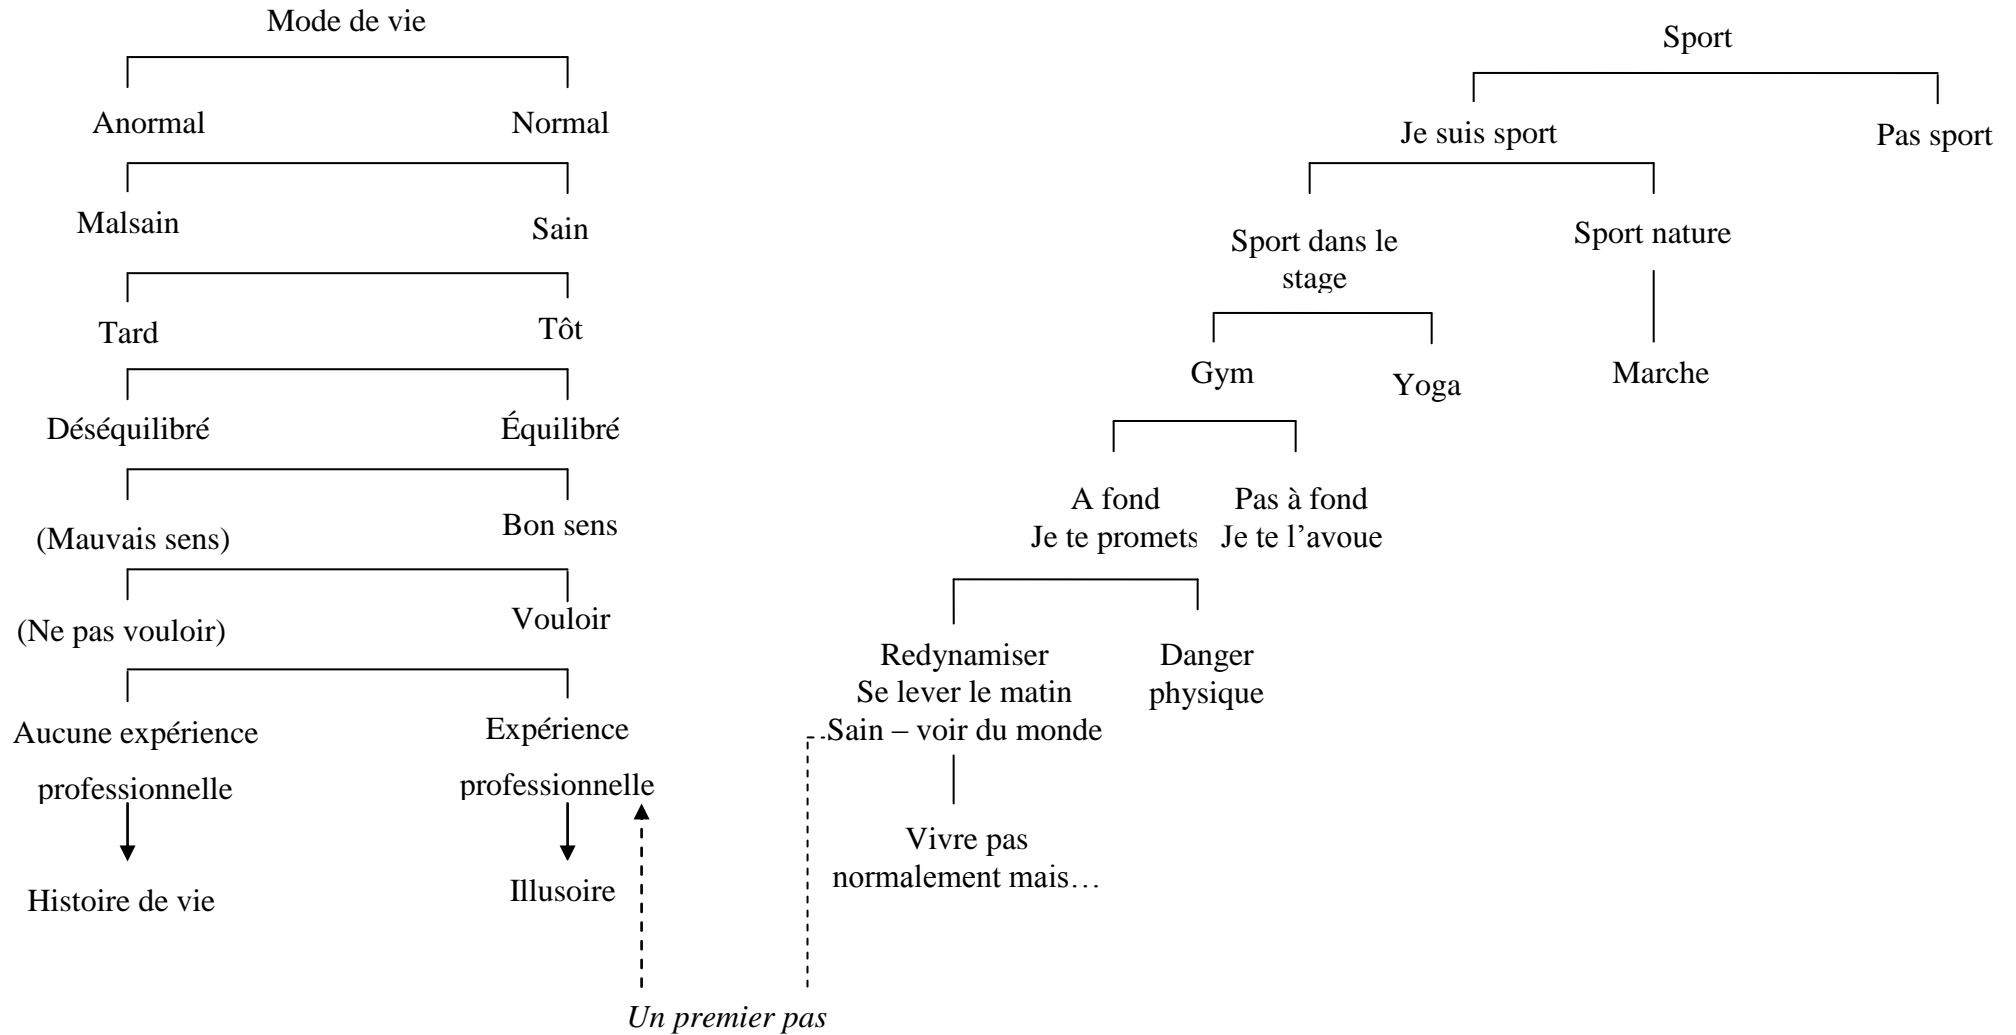 Mode de vie
Anormal
Normal
Malsain
Sain
Tard
Tôt
Déséquilibré
Équilibré
(Mauvais sens)
Bon sens
(Ne pas vouloir)
Vouloir
Aucune expérience
professionnelle
Expérience
professionnelle
Histoire de vie
Illusoire
Sport
Je suis sport
Pas sport
Sport dans le
stage
Sport nature
Gym
Yoga
Marche
A fond
Je te promets
Pas à fond
Je te l’avoue
Redynamiser
Se lever le matin
Sain – voir du monde
Danger
physique
Vivre pas
normalement mais…
Un premier pas